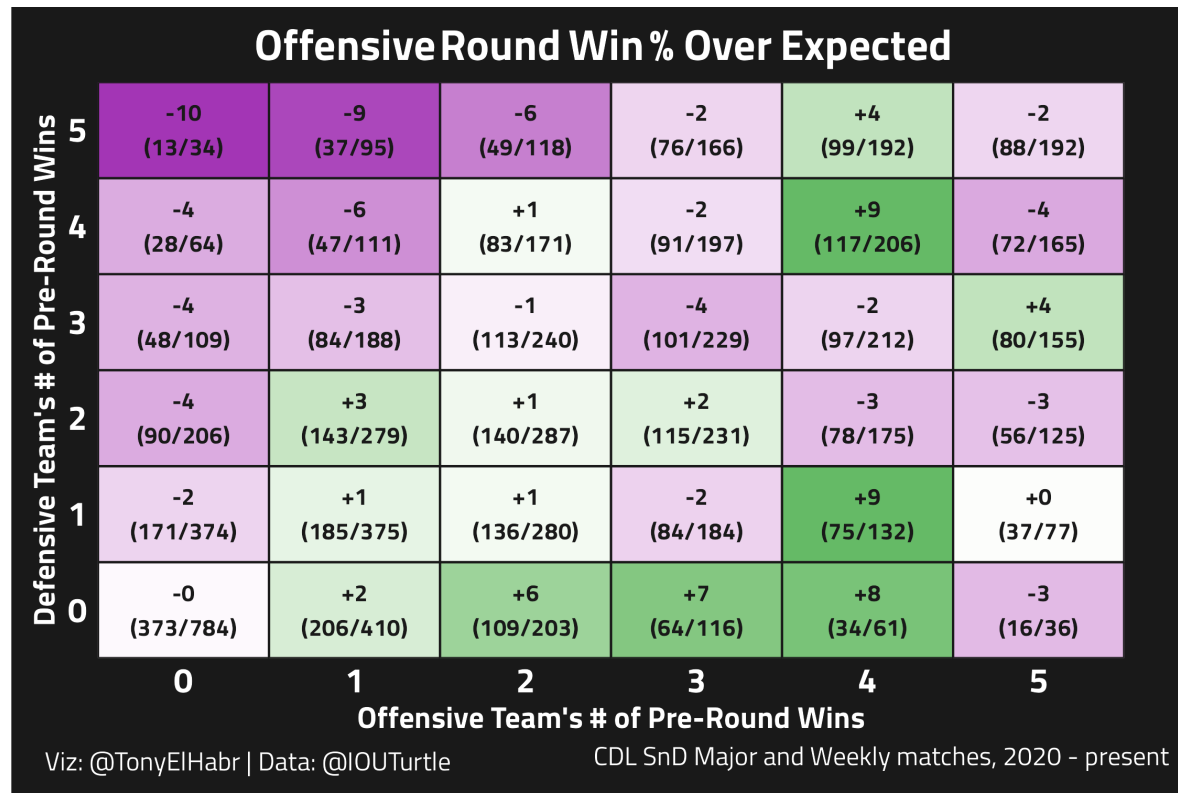 Offensive Round Win % Over Expected
Defensive Team's # of Pre-Round Wins
5
-10 -9 -6 -2 +4 -2
(13/34) (37/95) (49/118) (76/166) (99/192) (88/192)
4
-4 -6 +1 -2 +9 -4
(28/64) (47/111) (83/171) (91/197) (117/206) (72/165)
3
-4 -3 -1 -4 -2 +4
(48/109) (84/188) (113/240) (101/229) (97/212) (80/155)
2
-4 +3 +1 +2 -3 -3
(90/206) (143/279) (140/287) (115/231) (78/175) (56/125)
1
-2 +1 +1 -2 +9 +0
(171/374) (185/375) (136/280) (84/184) (75/132) (37/77)
0
-0 +2 +6 +7 +8 -3
(373/784) (206/410) (109/203) (64/116) (34/61) (16/36)
0 1 2 3 4 5
Offensive Team's # of Pre-Round Wins
Viz: @TonyElHabr | Data: @IOUTurtle
CDL SnD Major and Weekly matches, 2020 - present